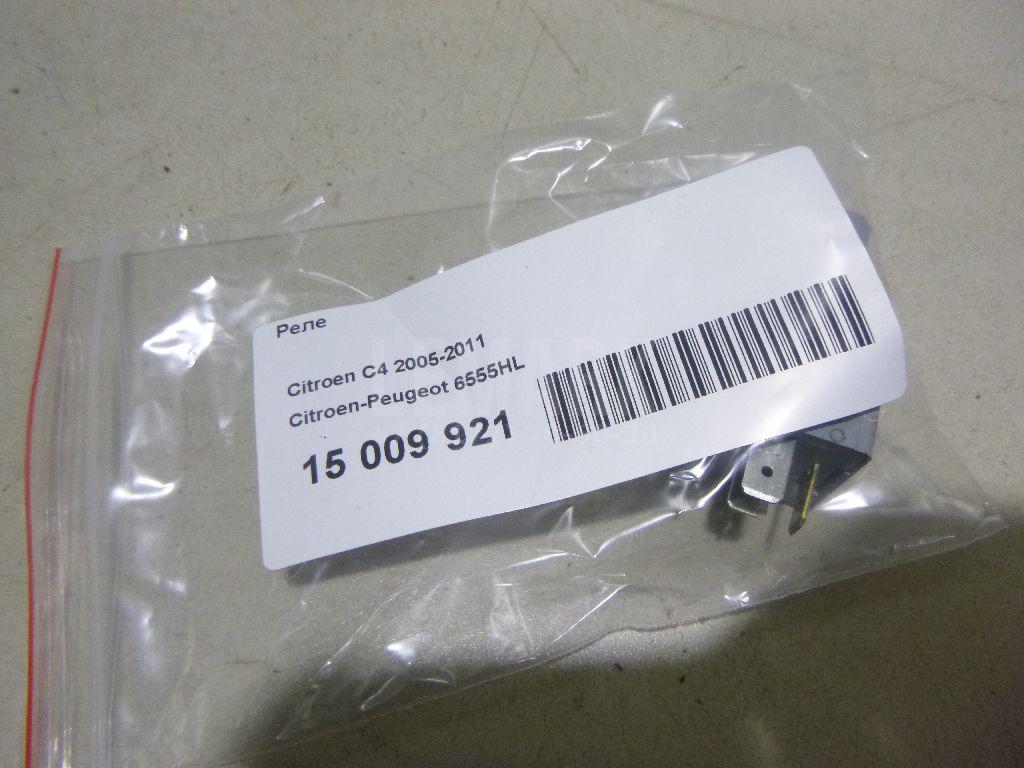 Реле
Citroen C4 2005-2011
Citroen-Peugeot 6555HL
15 009 921